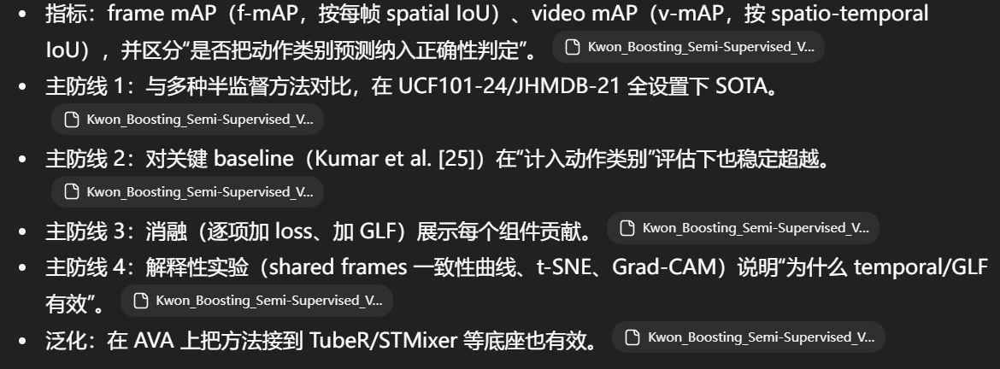 • 指标：frame mAP（f-mAP，按每帧 spatial IoU）、video mAP（v-mAP，按 spatio-temporal
IoU），并区分“是否把动作类别预测纳入正确性判定”。 Kwon_Boosting_Semi-Supervised_V...
• 主防线 1：与多种半监督方法对比，在 UCF101-24/JHMDB-21 全设置下 SOTA。
Kwon_Boosting_Semi-Supervised_V...
• 主防线 2：对关键 baseline（Kumar et al. [25]）在“计入动作类别”评估下也稳定超越。
Kwon_Boosting_Semi-Supervised_V...
• 主防线 3：消融（逐项加 loss、加 GLF）展示每个组件贡献。 Kwon_Boosting_Semi-Supervised_V...
• 主防线 4：解释性实验（shared frames 一致性曲线、t-SNE、Grad-CAM）说明“为什么 temporal/GLF
有效”。 Kwon_Boosting_Semi-Supervised_V...
• 泛化：在 AVA 上把方法接到 TubeR/STMixer 等底座也有效。 Kwon_Boosting_Semi-Supervised_V...